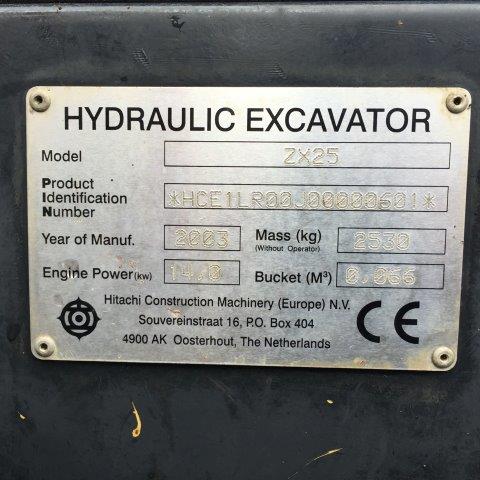 HYDRAULIC EXCAVATOR
Model ZX25
Product Identification Number *HCE1LR00J00000601*
Year of Manuf. 2003 Mass (kg) (Without Operator) 2530
Engine Power (kw) 14.0 Bucket (M³) 0.066
Hitachi Construction Machinery (Europe) N.V.
Souvereinstraat 16, P.O. Box 404
4900 AK Oosterhout, The Netherlands
CE